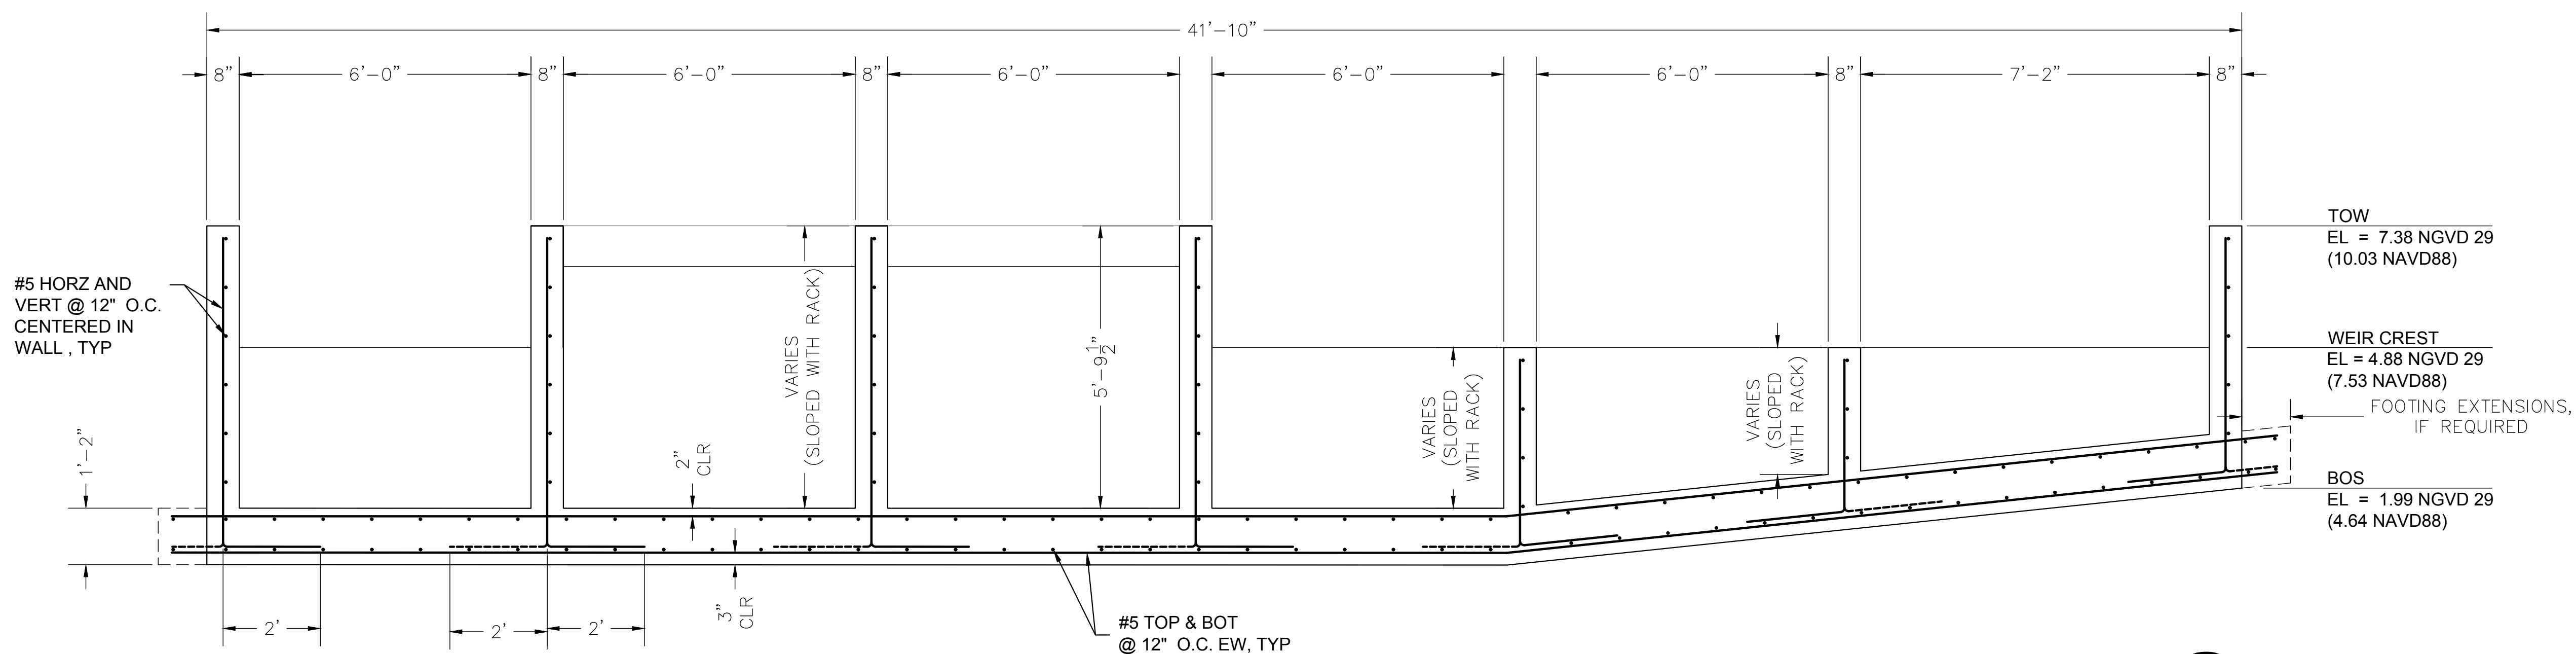 41'-10"
8" 6'-0" 8" 6'-0" 8" 6'-0" 6'-0" 6'-0" 8" 7'-2" 8"
TOW
EL = 7.38 NGVD 29
(10.03 NAVD88)
#5 HORZ AND
VERT @ 12" O.C.
CENTERED IN
WALL , TYP
VARIES
(SLOPED WITH RACK)
5'-9 1/2"
VARIES
(SLOPED
WITH RACK)
VARIES
(SLOPED
WITH RACK)
WEIR CREST
EL = 4.88 NGVD 29
(7.53 NAVD88)
FOOTING EXTENSIONS,
IF REQUIRED
1'-2"
2"
CLR
BOS
EL = 1.99 NGVD 29
(4.64 NAVD88)
3"
CLR
2' 2' 2'
#5 TOP & BOT
@ 12" O.C. EW, TYP